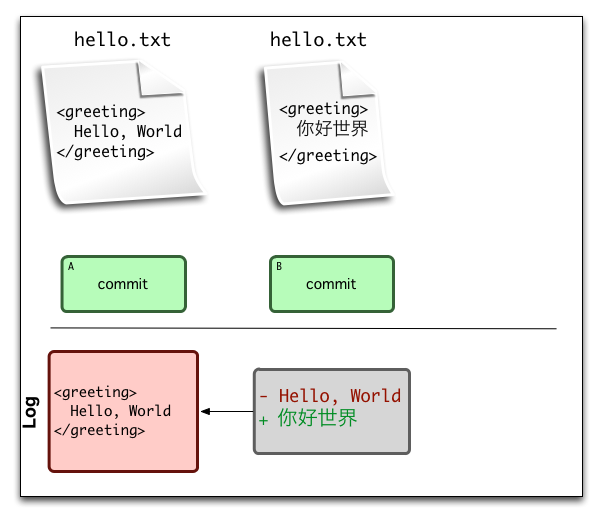 hello.txt
<greeting>
Hello, World
</greeting>
hello.txt
<greeting>
你好世界
</greeting>
A
commit
B
commit
Log
<greeting>
Hello, World
</greeting>
- Hello, World
+ 你好世界